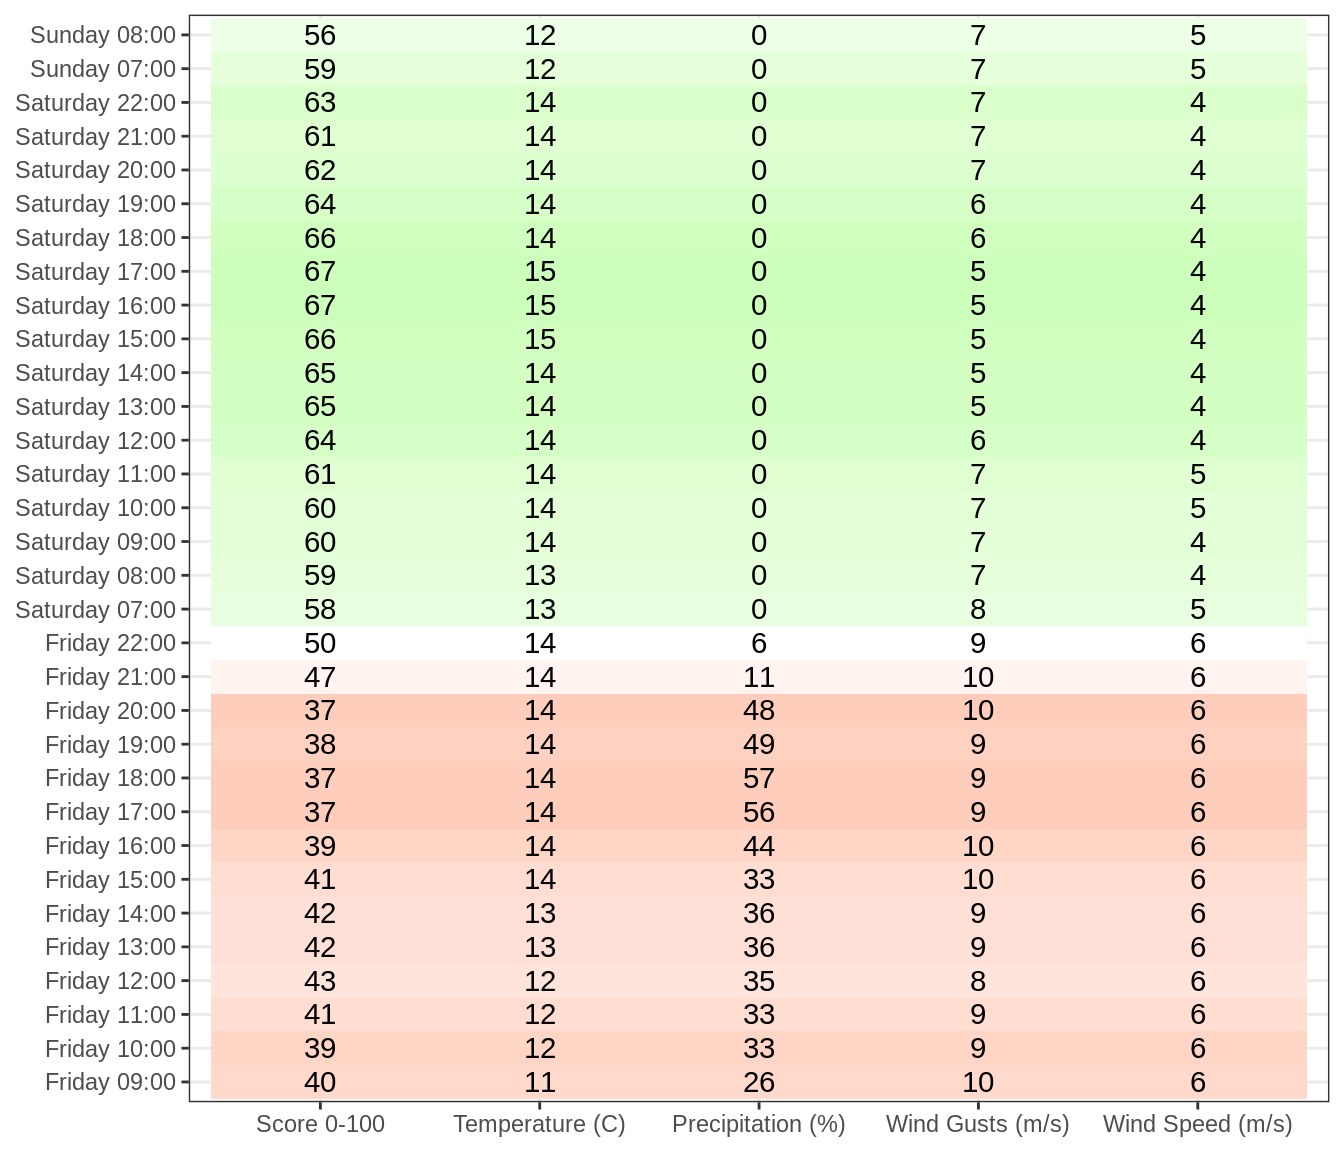 Sunday 08:00 56 12 0 7 5
Sunday 07:00 59 12 0 7 5
Saturday 22:00 63 14 0 7 4
Saturday 21:00 61 14 0 7 4
Saturday 20:00 62 14 0 7 4
Saturday 19:00 64 14 0 6 4
Saturday 18:00 66 14 0 6 4
Saturday 17:00 67 15 0 5 4
Saturday 16:00 67 15 0 5 4
Saturday 15:00 66 15 0 5 4
Saturday 14:00 65 14 0 5 4
Saturday 13:00 65 14 0 5 4
Saturday 12:00 64 14 0 6 4
Saturday 11:00 61 14 0 7 5
Saturday 10:00 60 14 0 7 5
Saturday 09:00 60 14 0 7 4
Saturday 08:00 59 13 0 7 4
Saturday 07:00 58 13 0 8 5
Friday 22:00 50 14 6 9 6
Friday 21:00 47 14 11 10 6
Friday 20:00 37 14 48 10 6
Friday 19:00 38 14 49 9 6
Friday 18:00 37 14 57 9 6
Friday 17:00 37 14 56 9 6
Friday 16:00 39 14 44 10 6
Friday 15:00 41 14 33 10 6
Friday 14:00 42 13 36 9 6
Friday 13:00 42 13 36 9 6
Friday 12:00 43 12 35 8 6
Friday 11:00 41 12 33 9 6
Friday 10:00 39 12 33 9 6
Friday 09:00 40 11 26 10 6
Score 0-100 Temperature (C) Precipitation (%) Wind Gusts (m/s) Wind Speed (m/s)